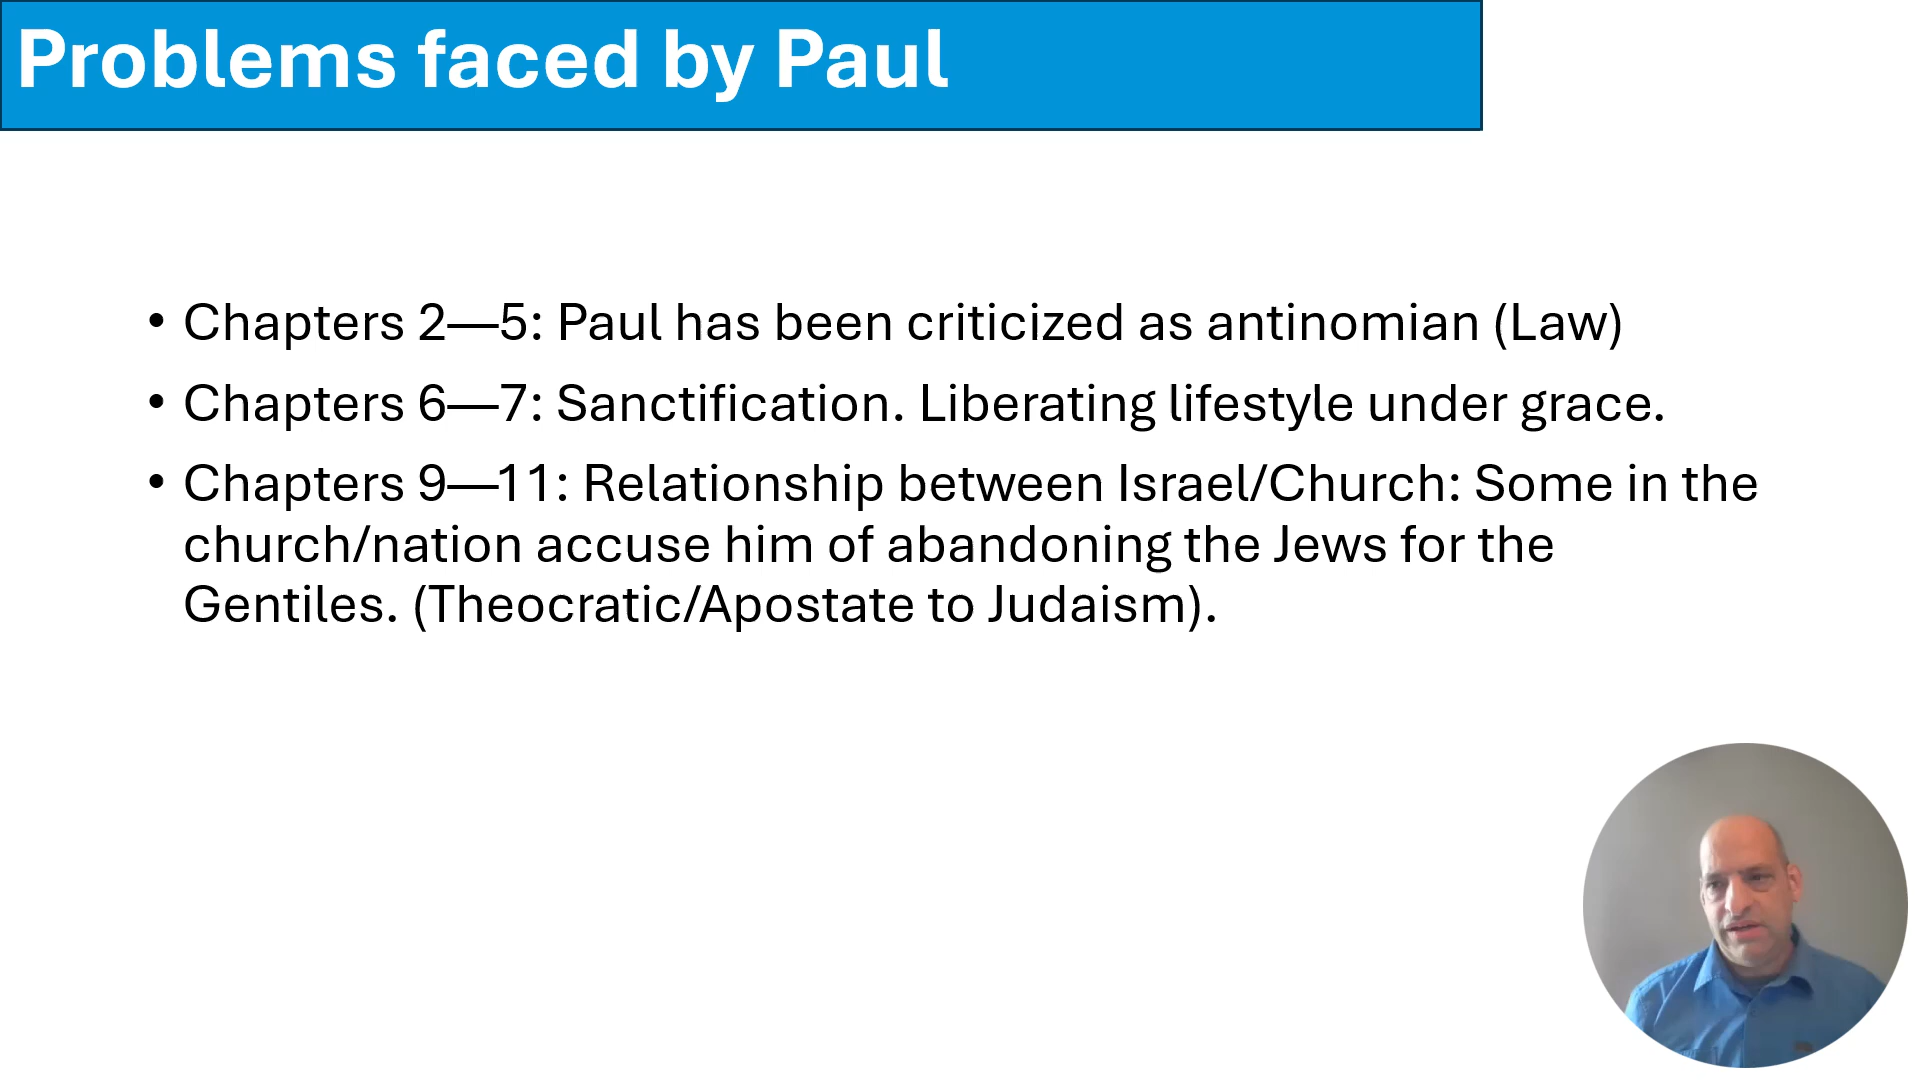 Problems faced by Paul
• Chapters 2—5: Paul has been criticized as antinomian (Law)
• Chapters 6—7: Sanctification. Liberating lifestyle under grace.
• Chapters 9—11: Relationship between Israel/Church: Some in the
church/nation accuse him of abandoning the Jews for the
Gentiles. (Theocratic/Apostate to Judaism).